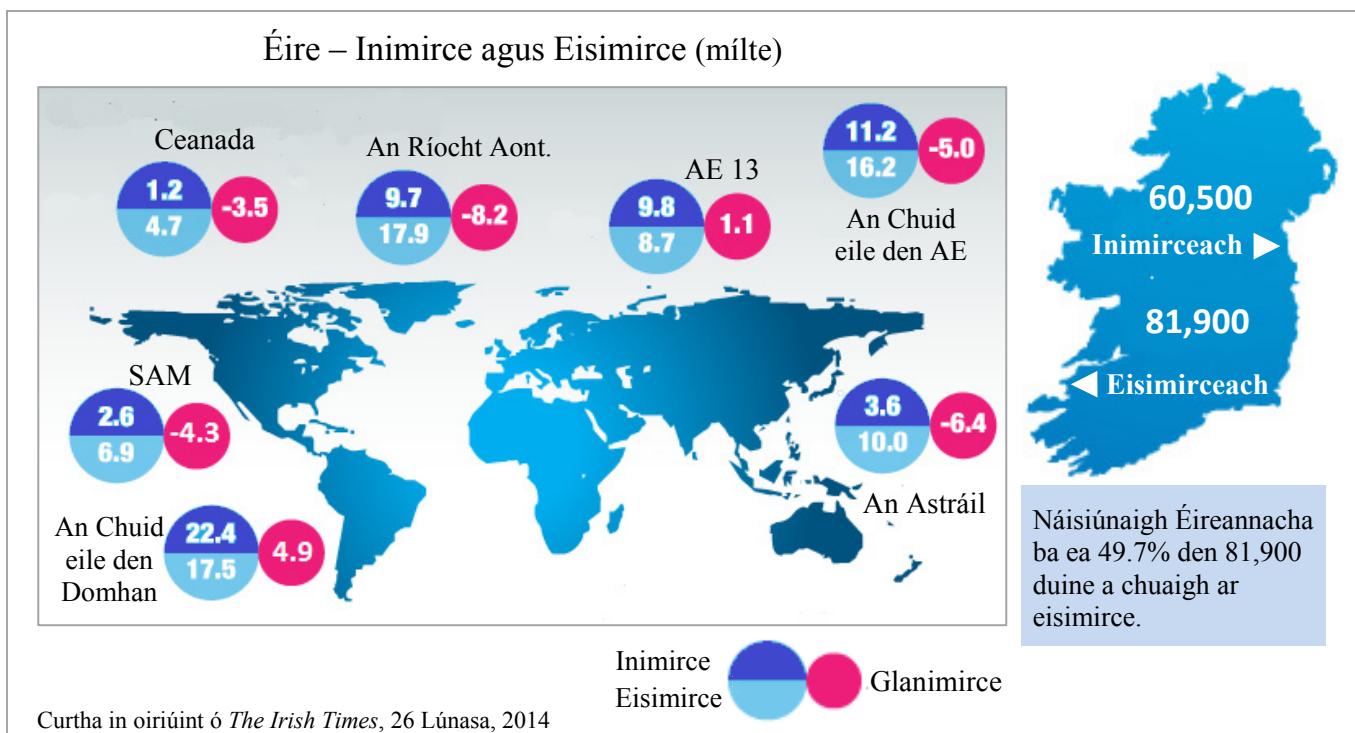 Éire – Inimirce agus Eisimirce (mílte)
Ceanada
1.2
4.7
-3.5
An Ríocht Aont.
9.7
17.9
-8.2
AE 13
9.8
8.7
1.1
11.2
16.2
-5.0
An Chuid
eile den AE
SAM
2.6
6.9
-4.3
3.6
10.0
-6.4
An Astráil
An Chuid
eile den
Domhan
22.4
17.5
4.9
60,500
Inimirceach
81,900
Eisimirceach
Náisiúnaigh Éireannacha
ba ea 49.7% den 81,900
duine a chuaigh ar
eisimirce.
Inimirce
Eisimirce
Glanimirce
Curtha in oiriúint ó The Irish Times, 26 Lúnasa, 2014